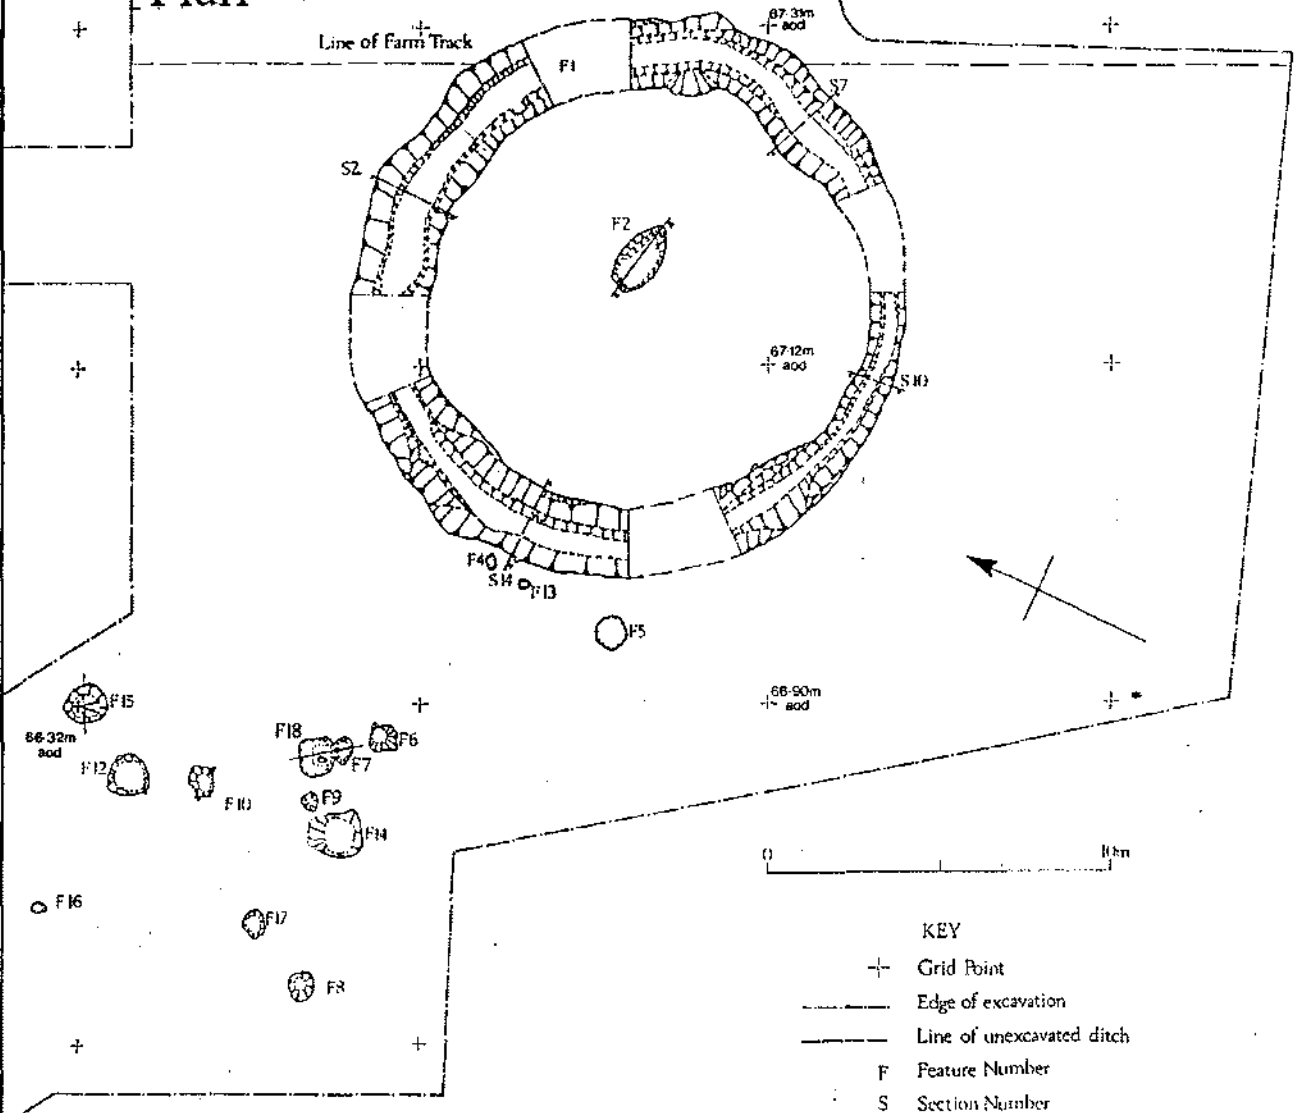 Plan
67·31m
aod
Line of Farm Track
F1
S7
S2
F2
67·12m
aod
S10
F4
S14
F13
F5
F15
66·90m
aod
66·32m
aod
F18
F6
F7
F12
F10
F9
F14
0 10m
F16
F17
F8
KEY
Grid Point
Edge of excavation
Line of unexcavated ditch
F Feature Number
S Section Number